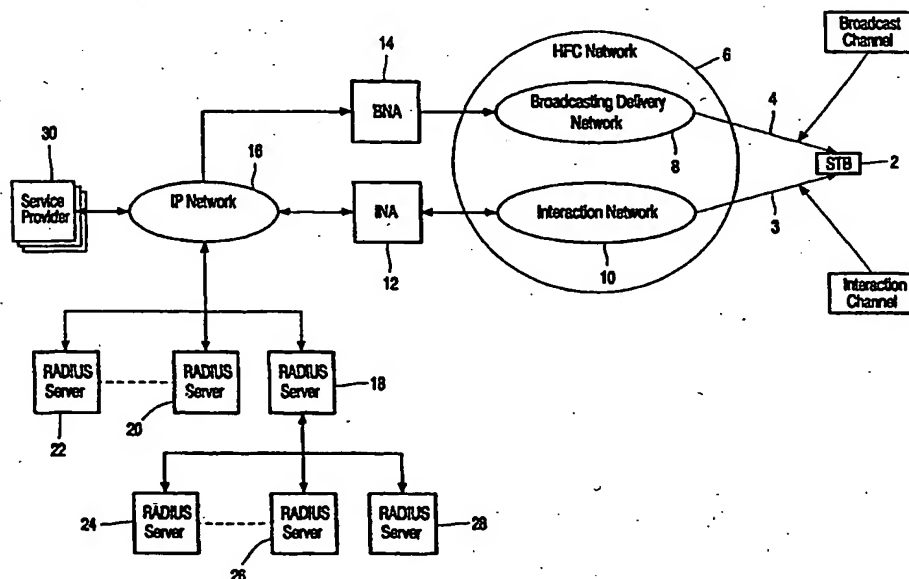 Broadcast
Channel
14
HFC Network
6
BNA
Broadcasting Delivery
Network
4
8
STB
2
30
16
Service
Provider
IP Network
INA
Interaction Network
3
12
10
Interaction
Channel
RADIUS
Server
RADIUS
Server
RADIUS
Server
18
22
20
24
RADIUS
Server
RADIUS
Server
RADIUS
Server
28
26